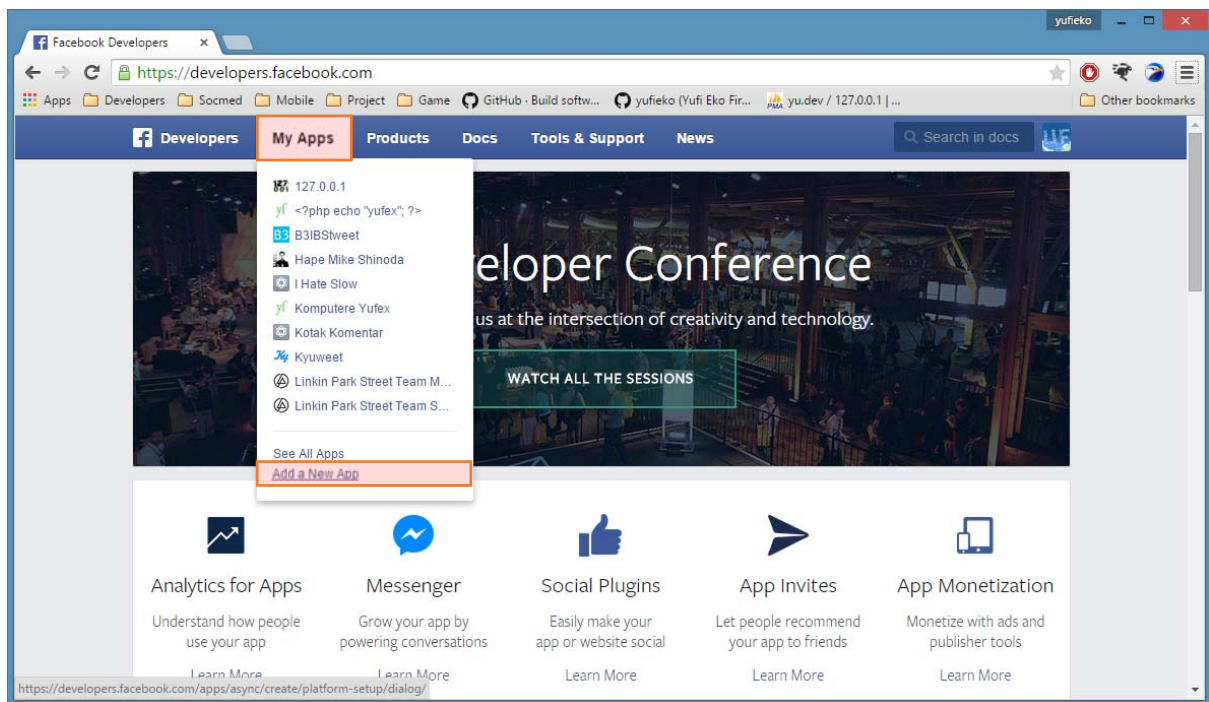 yufieko
Facebook Developers
https://developers.facebook.com
Apps Developers Socmed Mobile Project Game GitHub · Build softw... yufieko (Yufi Eko Fir... yu.dev / 127.0.0.1 | ... Other bookmarks
Developers My Apps Products Docs Tools & Support News Search in docs
127.0.0.1
<?php echo "yufex"; ?>
B3IBStweet
Hape Mike Shinoda
I Hate Slow
Komputere Yufex
Kotak Komentar
Kyuweet
Linkin Park Street Team M...
Linkin Park Street Team S...
See All Apps
Add a New App
eloper Conference
us at the intersection of creativity and technology.
WATCH ALL THE SESSIONS
Analytics for Apps
Understand how people
use your app
Learn More
Messenger
Grow your app by
powering conversations
Learn More
Social Plugins
Easily make your
app or website social
Learn More
App Invites
Let people recommend
your app to friends
Learn More
App Monetization
Monetize with ads and
publisher tools
Learn More
https://developers.facebook.com/apps/async/create/platform-setup/dialog/